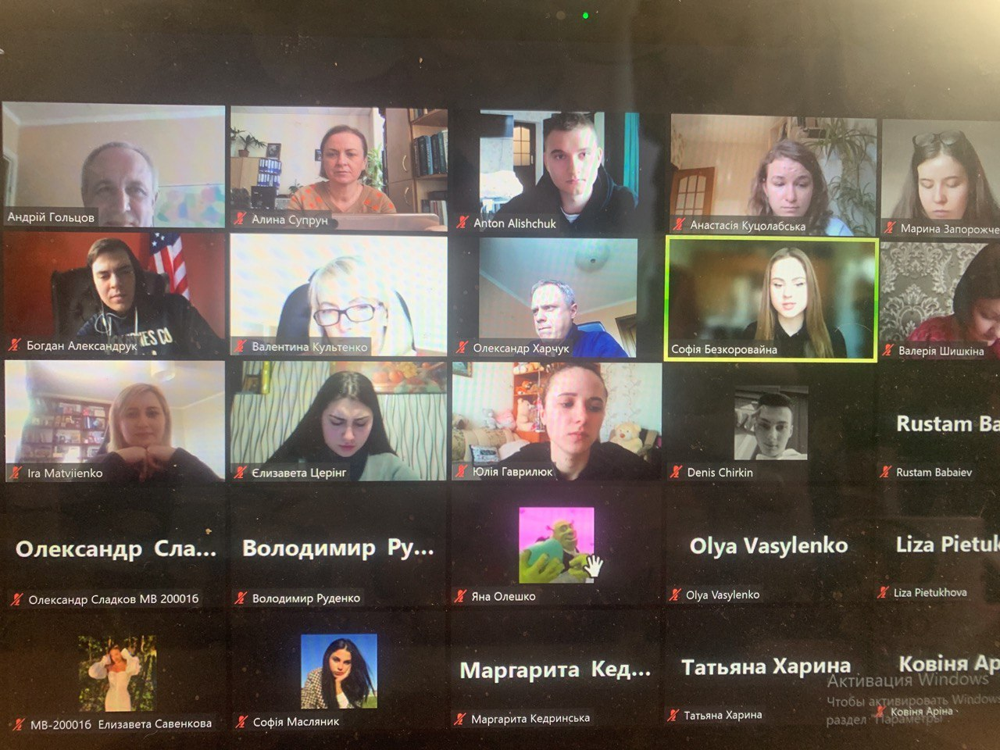 Андрій Гольцов
Алина Супрун
Anton Alishchuk
Анастасія Куцолабська
Марина Запорожче
Богдан Александрук
Валентина Культенко
Олександр Харчук
Софія Безкоровайна
Валерія Шишкіна
Ira Matviienko
Єлизавета Церінг
Юлія Гаврилюк
Denis Chirkin
Rustam Ba
Rustam Babaiev
Олександр Сла...
Володимир Ру...
Olya Vasylenko
Liza Pietuk
Олександр Сладков МВ 200016
Володимир Руденко
Яна Олешко
Olya Vasylenko
Liza Pietukhova
Маргарита Кед...
Татьяна Харина
Ковіня Ар
МВ-200016 Елизавета Савенкова
Софія Масляник
Маргарита Кедринська
Татьяна Харина
Ковіня Аріна
Активация Windows
Чтобы активировать Windows
раздел "Параметры"